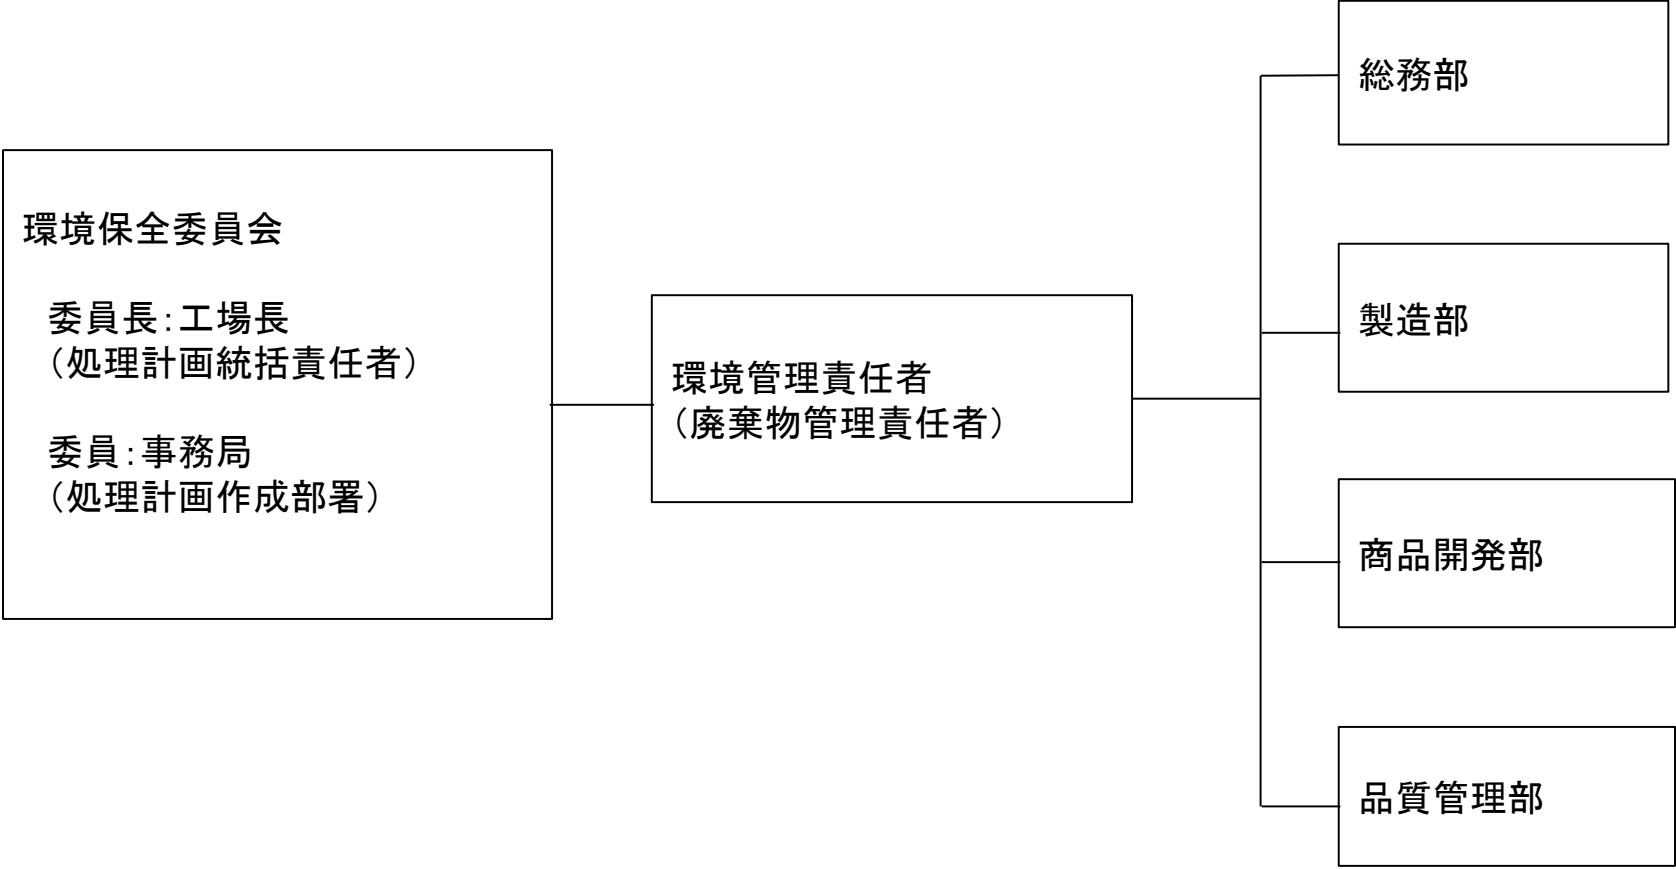 環境保全委員会
委員長：工場長
（処理計画統括責任者）
委員：事務局
（処理計画作成部署）
環境管理責任者
（廃棄物管理責任者）
総務部
製造部
商品開発部
品質管理部